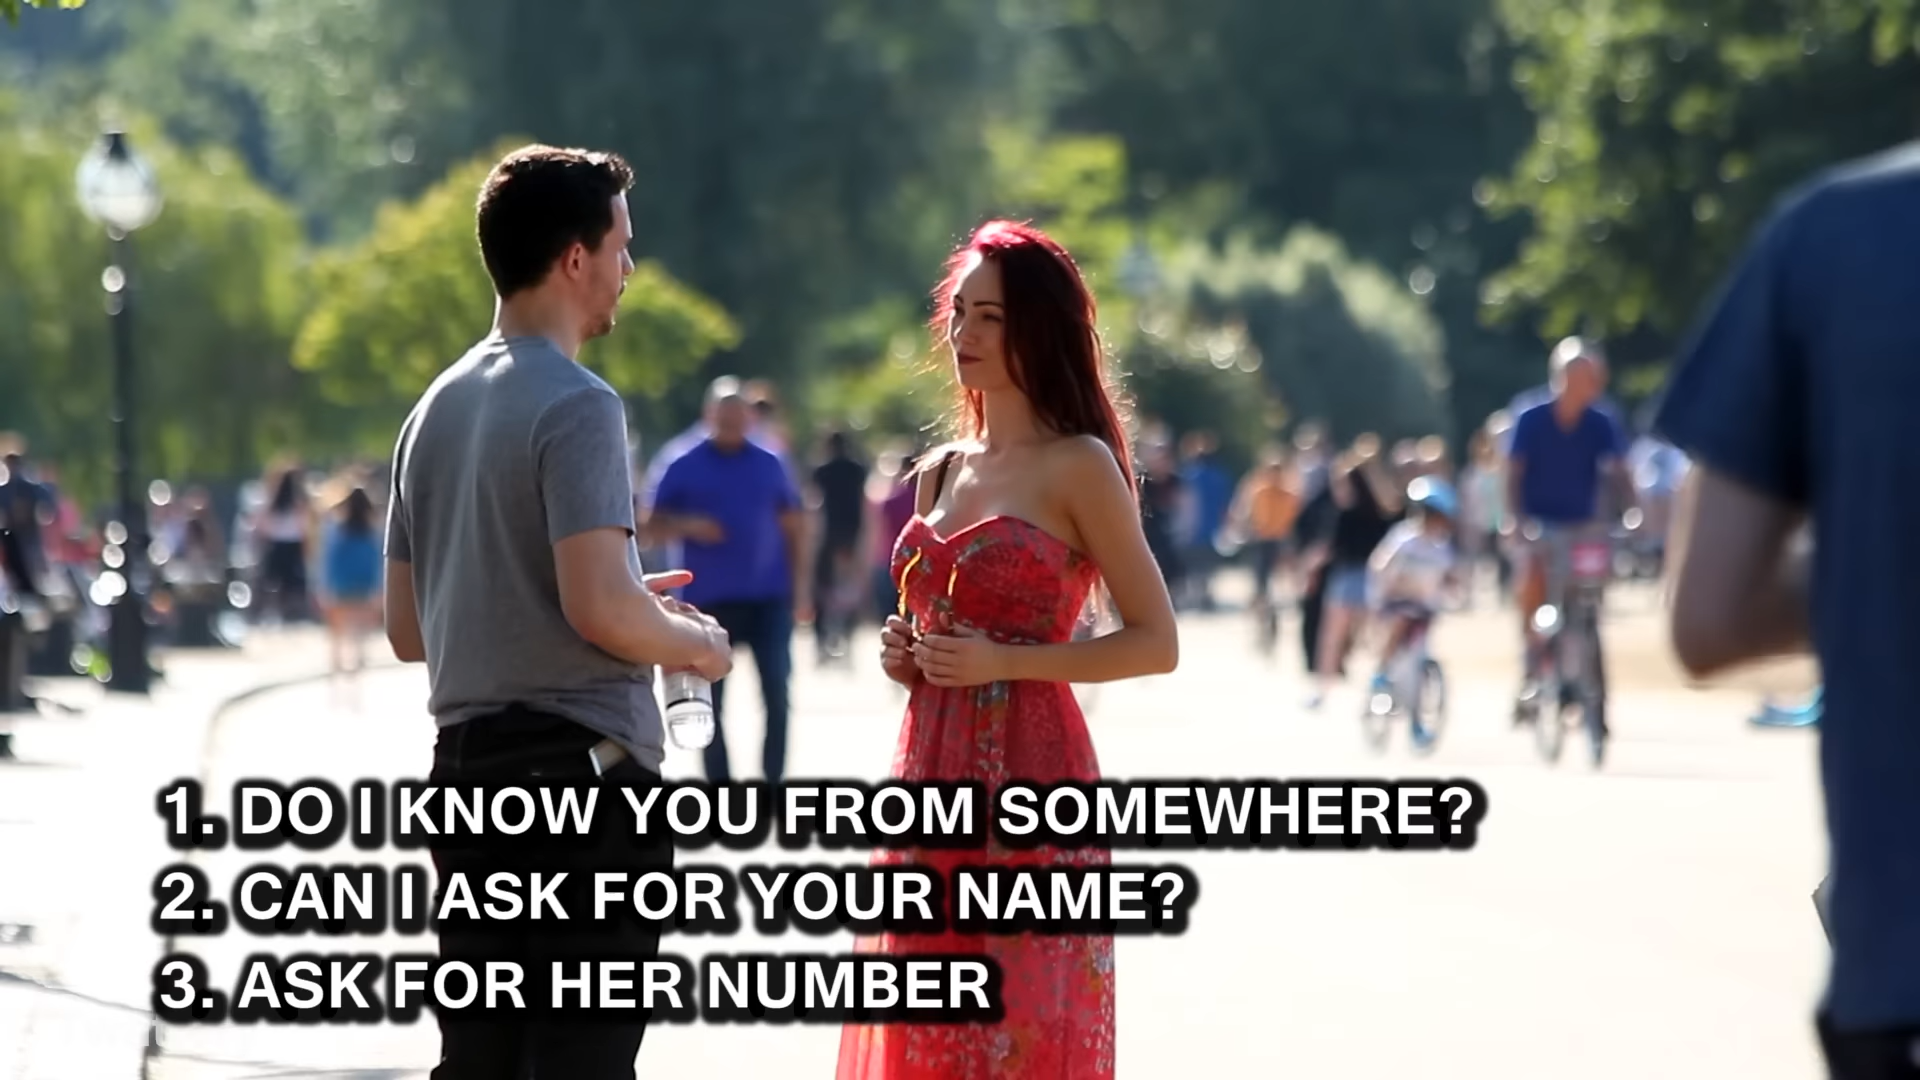 1. DO I KNOW YOU FROM SOMEWHERE?
2. CAN I ASK FOR YOUR NAME?
3. ASK FOR HER NUMBER